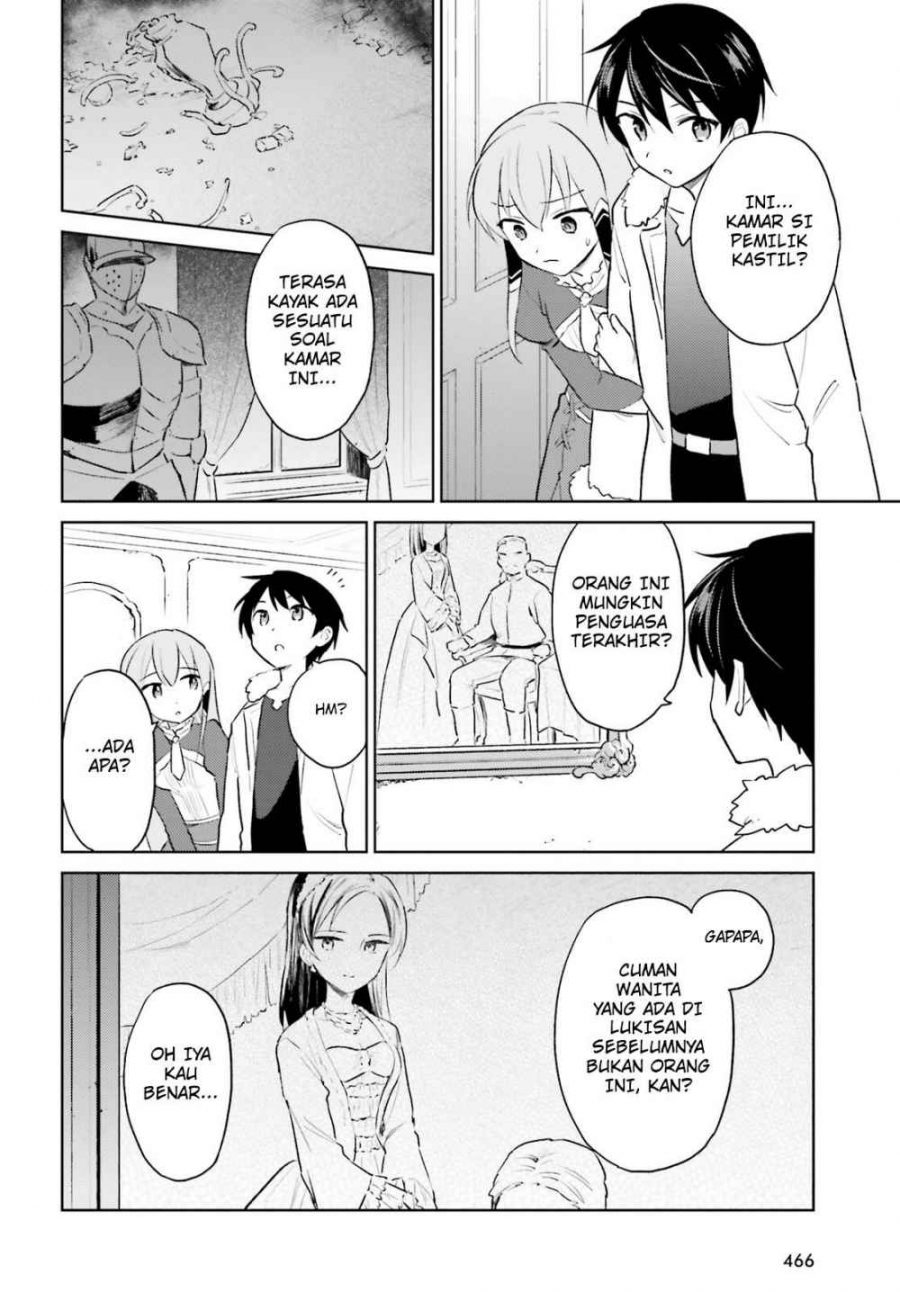 INI...
KAMAR SI
PEMILIK
KASTIL?
TERASA
KAYAK ADA
SESUATU
SOAL
KAMAR
INI...
ORANG INI
MUNGKIN
PENGUASA
TERAKHIR?
HM?
...ADA
APA?
GAPAPA,
CUMAN
WANITA
YANG ADA DI
LUKISAN
SEBELUMNYA
BUKAN ORANG
INI, KAN?
OH IYA
KAU
BENAR...
466